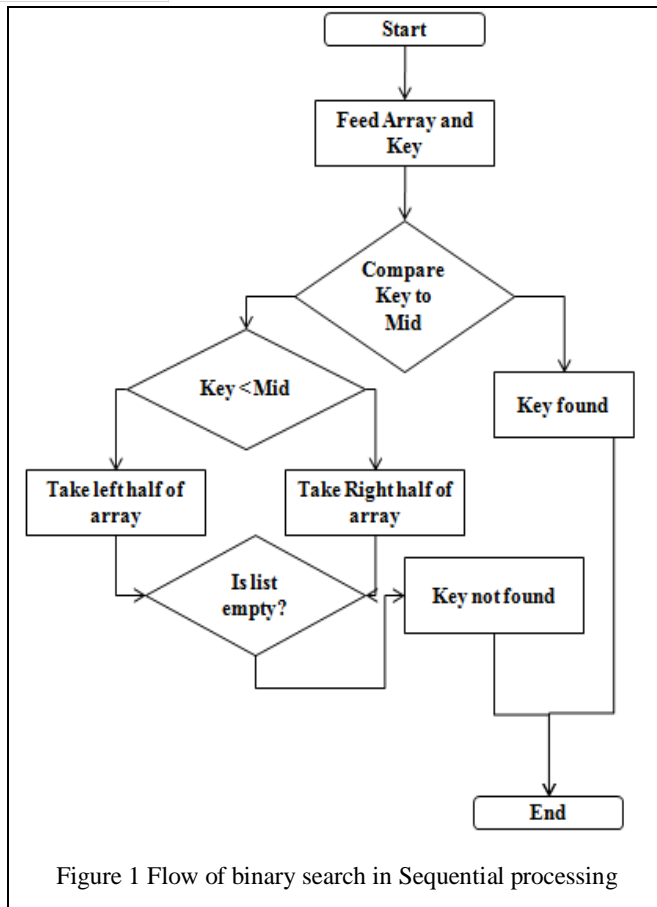 Start
Feed Array and
Key
Compare
Key to
Mid
Key < Mid
Key found
Take left half of
array
Take Right half of
array
Is list
empty?
Key not found
End
Figure 1 Flow of binary search in Sequential processing